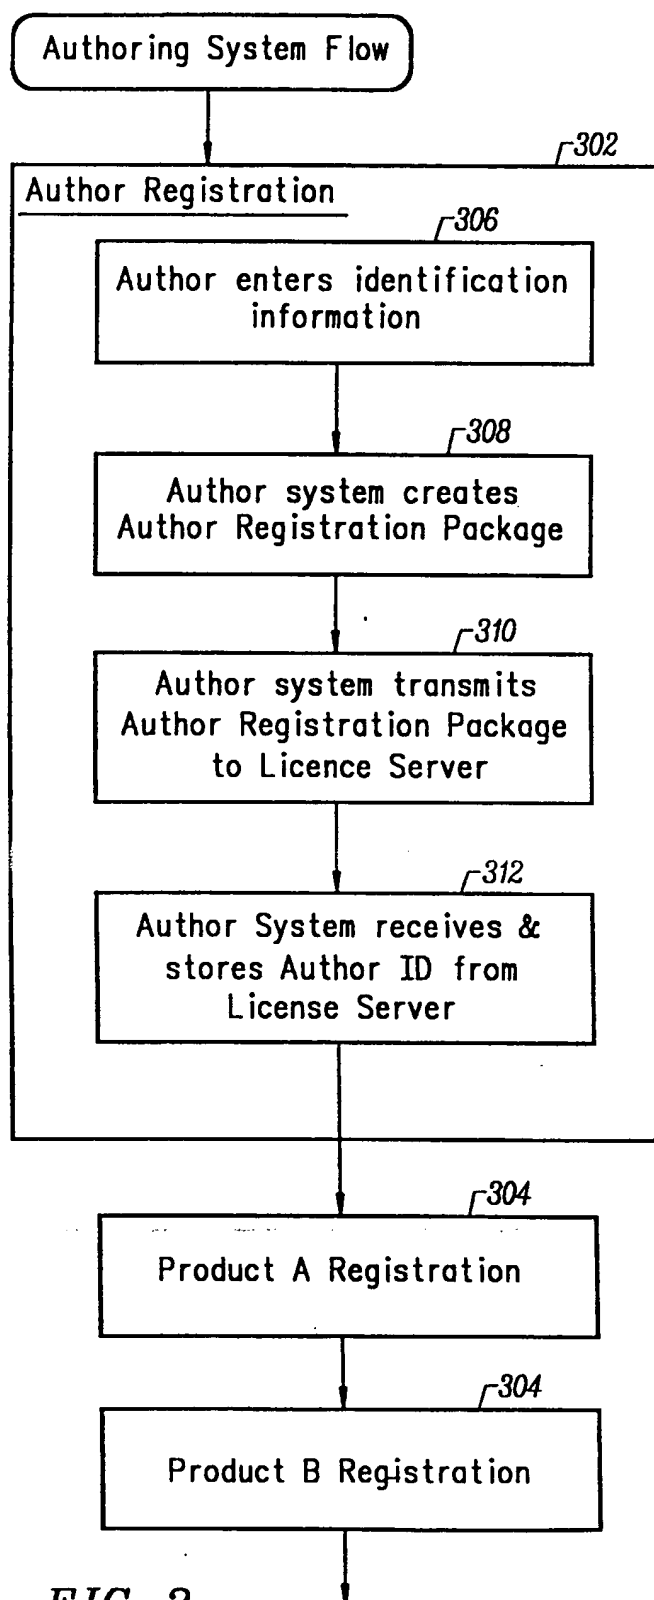 Authoring System Flow
302
Author Registration
306
Author enters identification
information
308
Author system creates
Author Registration Package
310
Author system transmits
Author Registration Package
to Licence Server
312
Author System receives &
stores Author ID from
License Server
304
Product A Registration
304
Product B Registration
FIG.